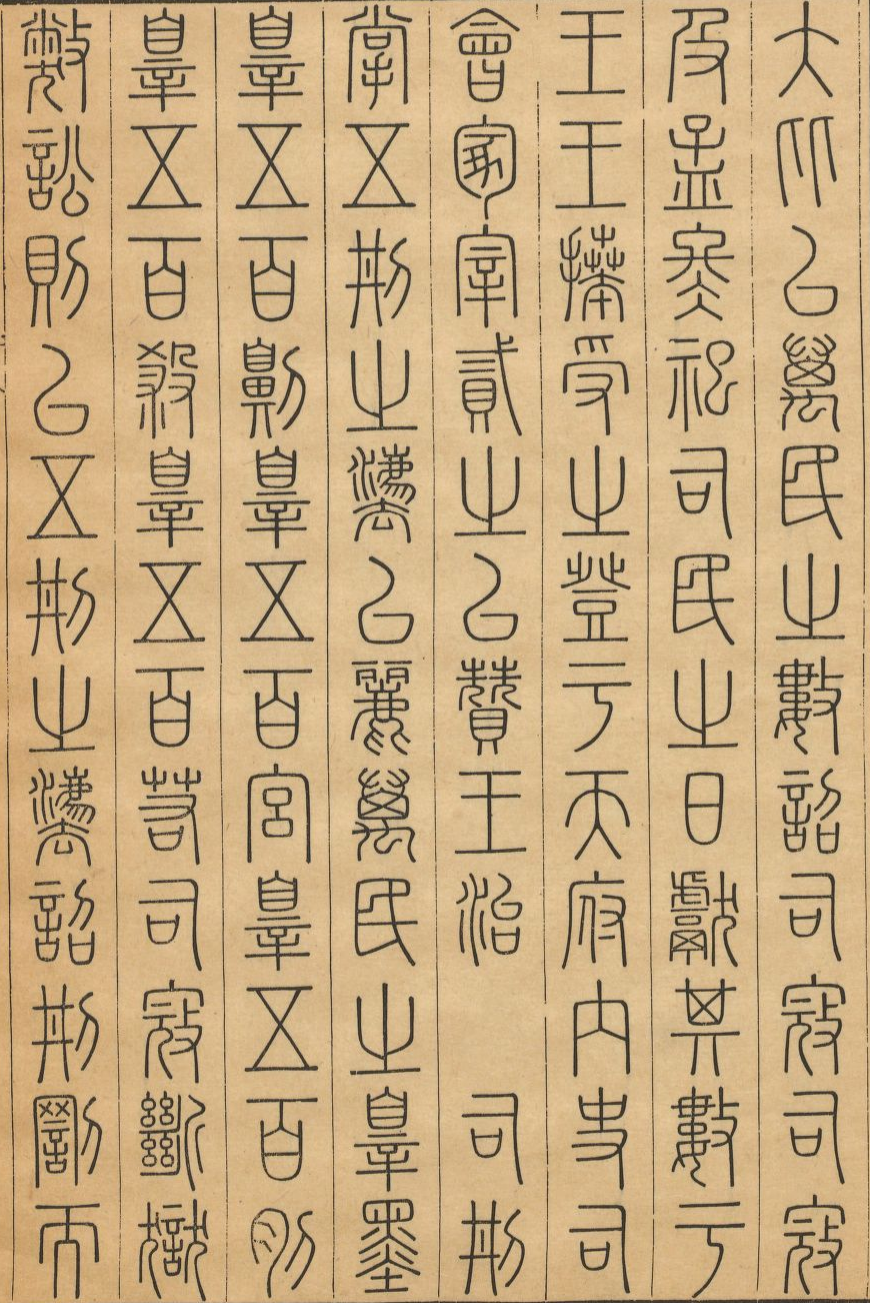 大比以萬民之數詔司寇司寇
及孟冬祀司民之日獻其數于
王王拜受之登于天府內史司
會冢宰貳之以贊王治　司刑
掌五刑之灋以麗萬民之辠墨
辠五百劓辠五百宮辠五百刖
辠五百殺辠五百若司寇斷獄
弊訟則以五刑之灋詔刑罰而